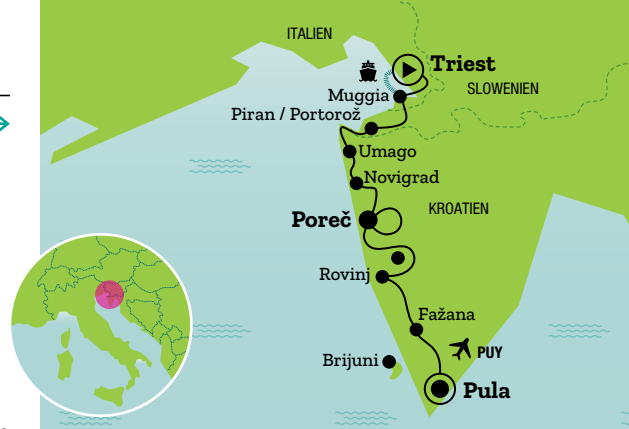 ITALIEN
Triest
SLOWENIEN
Muggia
Piran / Portorož
Umago
Novigrad
KROATIEN
Poreč
Rovinj
Fažana
PUY
Brijuni
Pula